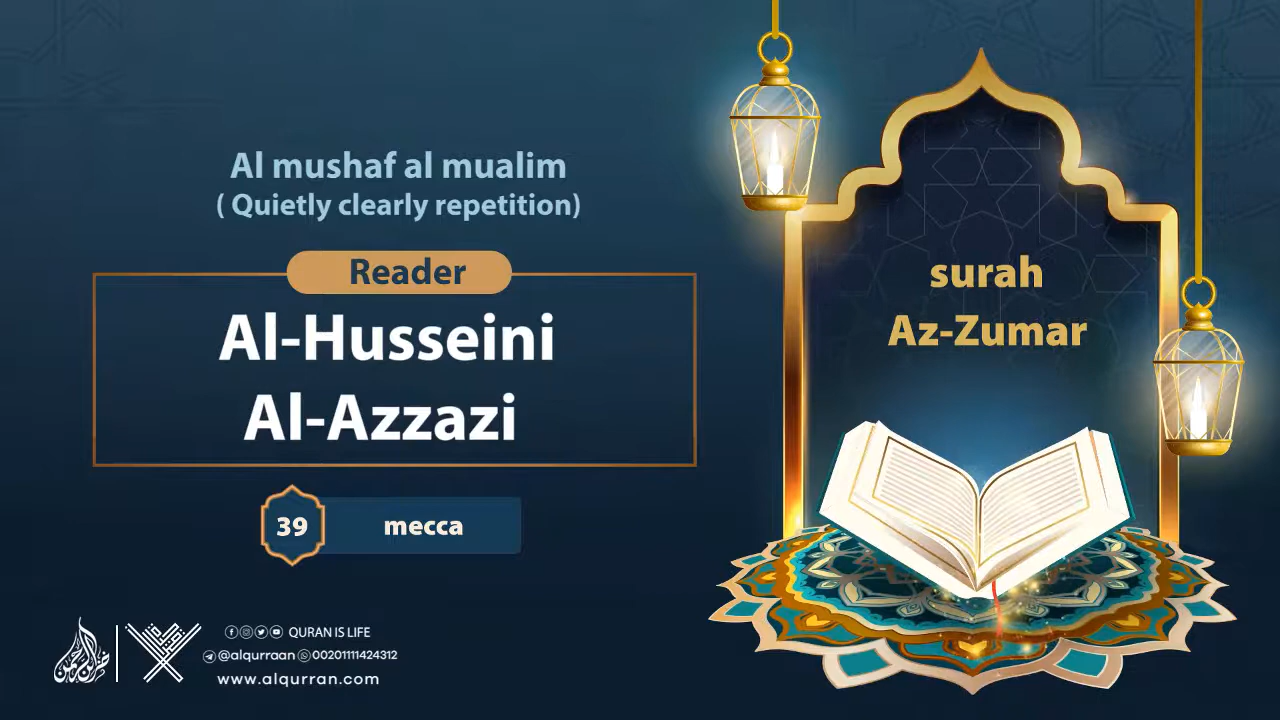 Al mushaf al mualim
( Quietly clearly repetition)
Reader
Al-Husseini
Al-Azzazi
39
mecca
surah
Az-Zumar
QURAN IS LIFE
@alqurraan 00201111424312
www.alqurran.com